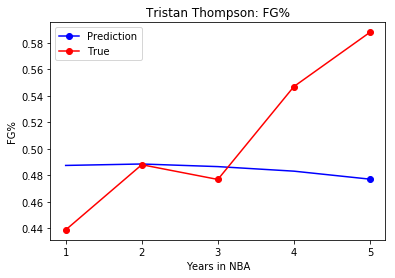 Tristan Thompson: FG%
Prediction
True
FG%
0.58
0.56
0.54
0.52
0.50
0.48
0.46
0.44
1 2 3 4 5
Years in NBA